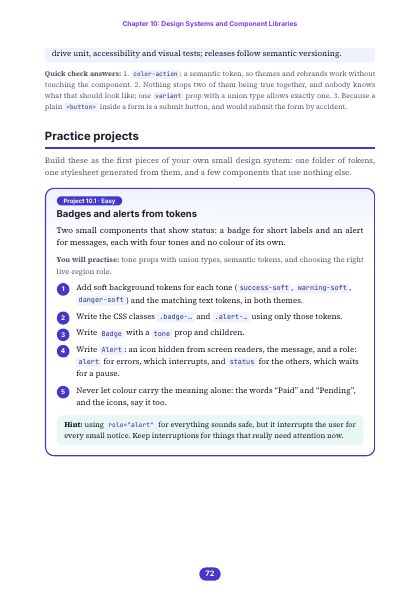 Chapter 10: Design Systems and Component Libraries
drive unit, accessibility and visual tests; releases follow semantic versioning.
Quick check answers: 1. color-action: a semantic token, so themes and rebrands work without
touching the component. 2. Nothing stops two of them being true together, and nobody knows
what that should look like; one variant prop with a union type allows exactly one. 3. Because a
plain <button> inside a form is a submit button, and would submit the form by accident.
Practice projects
Build these as the first pieces of your own small design system: one folder of tokens,
one stylesheet generated from them, and a few components that use nothing else.
Project 10.1 · Easy
Badges and alerts from tokens
Two small components that show status: a badge for short labels and an alert
for messages, each with four tones and no colour of its own.
You will practise: tone props with union types, semantic tokens, and choosing the right
live-region role.
1 Add soft background tokens for each tone (success-soft, warning-soft,
danger-soft) and the matching text tokens, in both themes.
2 Write the CSS classes .badge-… and .alert-… using only those tokens.
3 Write Badge with a tone prop and children.
4 Write Alert: an icon hidden from screen readers, the message, and a role:
alert for errors, which interrupts, and status for the others, which waits
for a pause.
5 Never let colour carry the meaning alone: the words “Paid” and “Pending”,
and the icons, say it too.
Hint: using role="alert" for everything sounds safe, but it interrupts the user for
every small notice. Keep interruptions for things that really need attention now.
72